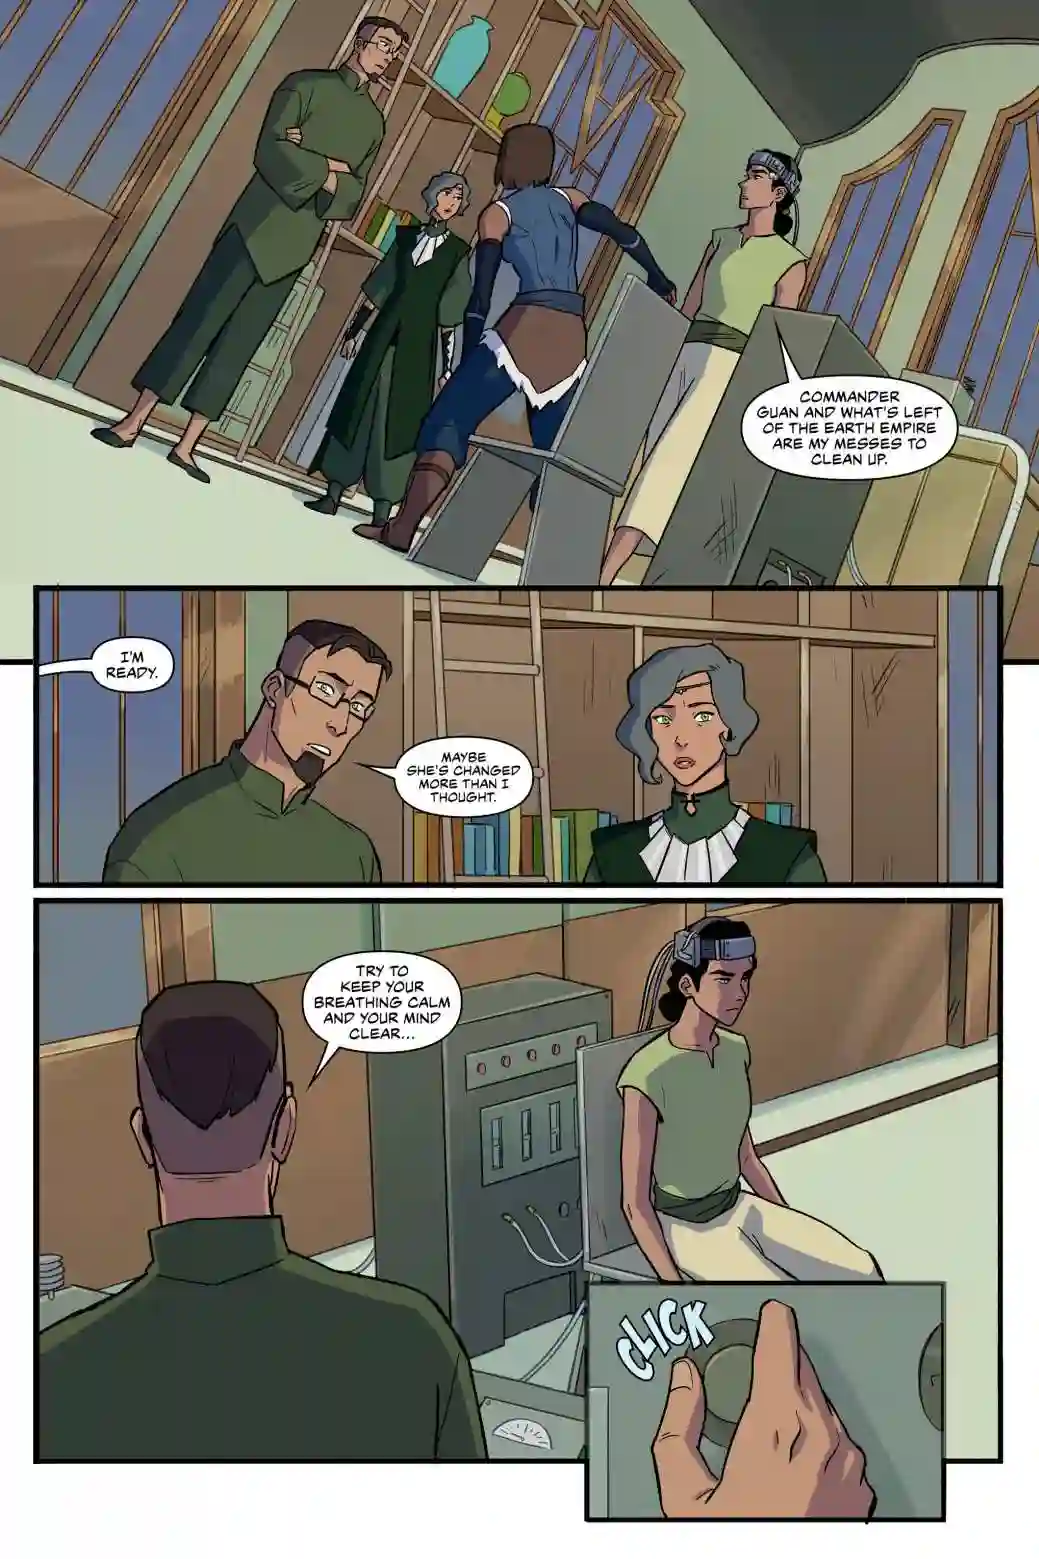 COMMANDER
GUAN AND WHAT'S LEFT
OF THE EARTH EMPIRE
ARE MY MESSES TO
CLEAN UP.
I'M
READY.
MAYBE
SHE'S CHANGED
MORE THAN I
THOUGHT.
TRY TO
KEEP YOUR
BREATHING CALM
AND YOUR MIND
CLEAR...
CLICK